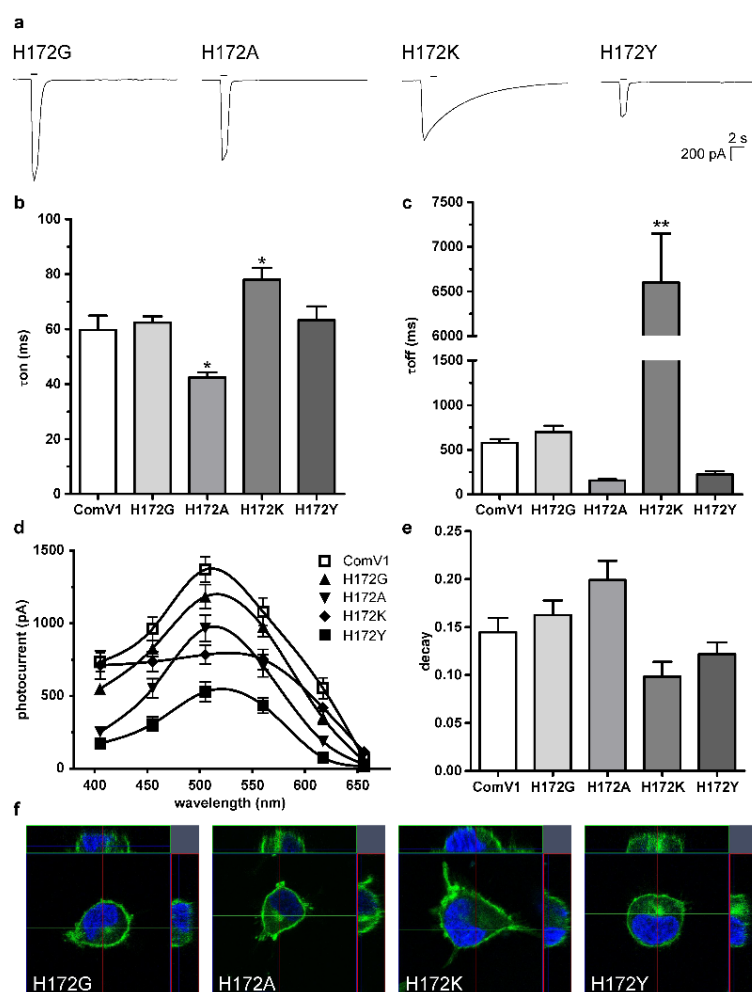 a
H172G H172A H172K H172Y
2 s
200 pA
b
100
80
60
40
20
0
τon (ms)
*
*
ComV1 H172G H172A H172K H172Y
c
7500
7000
6500
6000
1500
1000
500
0
τoff (ms)
**
ComV1 H172G H172A H172K H172Y
d
1500
1000
500
0
photocurrent (pA)
ComV1
H172G
H172A
H172K
H172Y
400 450 500 550 600 650
wavelength (nm)
e
0.25
0.20
0.15
0.10
0.05
0.00
decay
ComV1 H172G H172A H172K H172Y
f
H172G H172A H172K H172Y